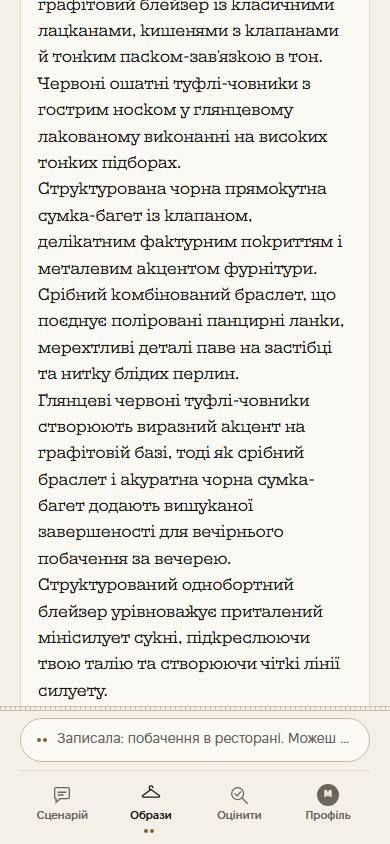 графітовий блейзер із класичними
лацканами, кишенями з клапанами
й тонким паском-зав'язкою в тон.
Червоні ошатні туфлі-човники з
гострим носком у глянцевому
лакованому виконанні на високих
тонких підборах.
Структурована чорна прямокутна
сумка-багет із клапаном,
делікатним фактурним покриттям і
металевим акцентом фурнітури.
Срібний комбінований браслет, що
поєднує поліровані панцирні ланки,
мерехтливі деталі паве на застібці
та нитку блідих перлин.
Глянцеві червоні туфлі-човники
створюють виразний акцент на
графітовій базі, тоді як срібний
браслет і акуратна чорна сумка-
багет додають вишуканої
завершеності для вечірнього
побачення за вечерею.
Структурований однобортний
блейзер урівноважує приталений
мінісилует сукні, підкреслюючи
твою талію та створюючи чіткі лінії
силуету.
Записала: побачення в ресторані. Можеш ...
Сценарій
Образи
Оцінити
М
Профіль